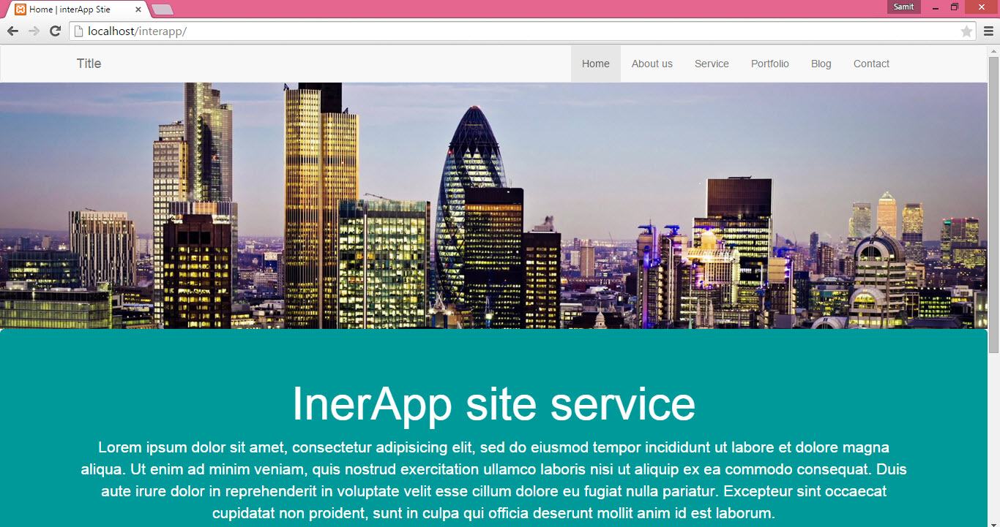 Home | interApp Stie
Samit
localhost/interapp/
Title
Home
About us
Service
Portfolio
Blog
Contact
InerApp site service
Lorem ipsum dolor sit amet, consectetur adipisicing elit, sed do eiusmod tempor incididunt ut labore et dolore magna
aliqua. Ut enim ad minim veniam, quis nostrud exercitation ullamco laboris nisi ut aliquip ex ea commodo consequat. Duis
aute irure dolor in reprehenderit in voluptate velit esse cillum dolore eu fugiat nulla pariatur. Excepteur sint occaecat
cupidatat non proident, sunt in culpa qui officia deserunt mollit anim id est laborum.